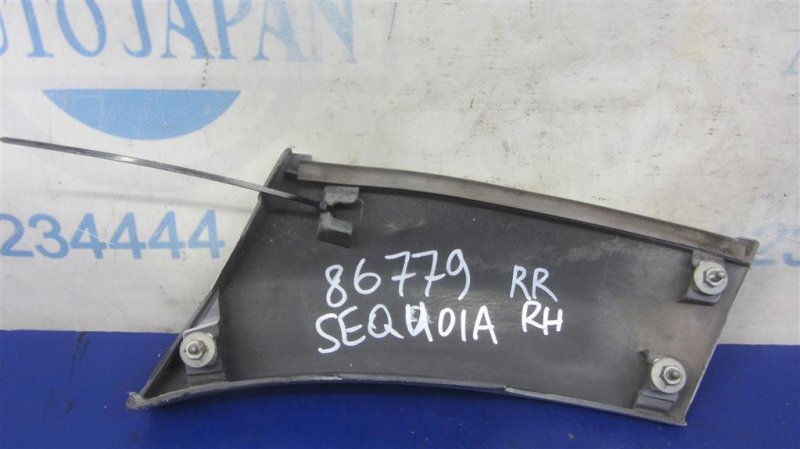 UTO JAPAN
234444
86779 RR
SEQUOIA RH